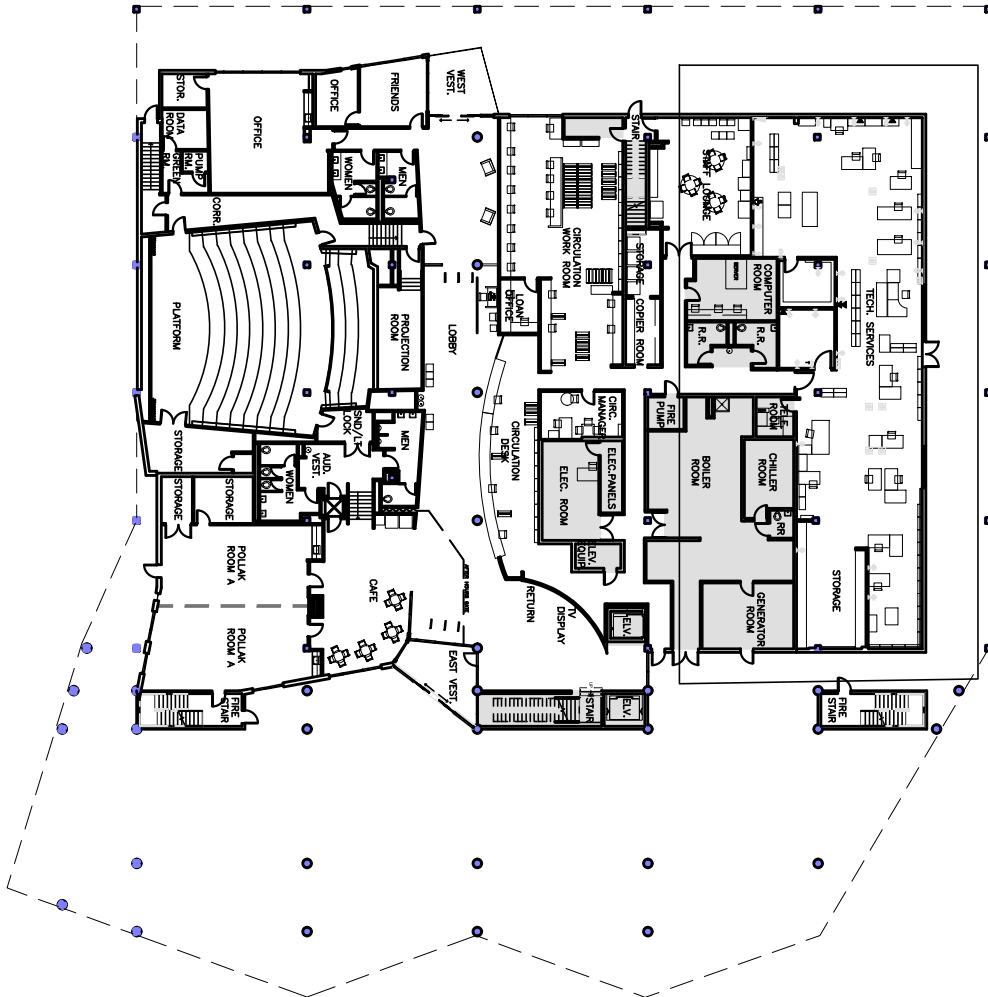 STOR.
DATA
ROOM
PUMP
RM.
GREEN
RM.
OFFICE
OFFICE
FRIENDS
WEST
VEST.
WOMEN
MEN
CORR.
PLATFORM
PROJECTION
ROOM
LOBBY
STAIR
CIRCULATION
WORK ROOM
LOAN
OFFICE
STORAGE
COPIER ROOM
STAFF
LOUNGE
COMPUTER
ROOM
SERVER
R.R.
R.R.
TECH. SERVICES
STORAGE
SND/LT
LOCK
MEN
AUD.
VEST.
WOMEN
STORAGE
STORAGE
CIRCULATION
DESK
CIRC.
MANAGER
ELEC.PANELS
ELEC. ROOM
ELEV.
EQUIP.
FIRE
PUMP
BOILER
ROOM
TELE
ROOM
CHILLER
ROOM
RR
GENERATOR
ROOM
STORAGE
POLLAK
ROOM A
POLLAK
ROOM A
CAFE
AFTER HOURS GATE
RETURN
TV
DISPLAY
ELV.
EAST VEST.
FIRE
STAIR
STAIR
ELV.
FIRE
STAIR